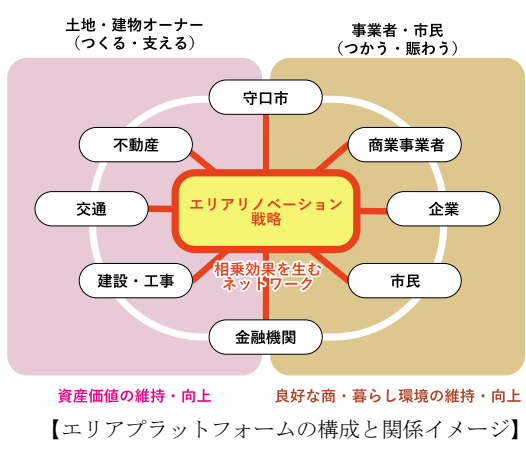 土地・建物オーナー
（つくる・支える）
事業者・市民
（つかう・賑わう）
守口市
不動産
商業事業者
エリアリノベーション
戦略
交通
企業
相乗効果を生む
ネットワーク
建設・工事
市民
金融機関
資産価値の維持・向上
良好な商・暮らし環境の維持・向上
【エリアプラットフォームの構成と関係イメージ】